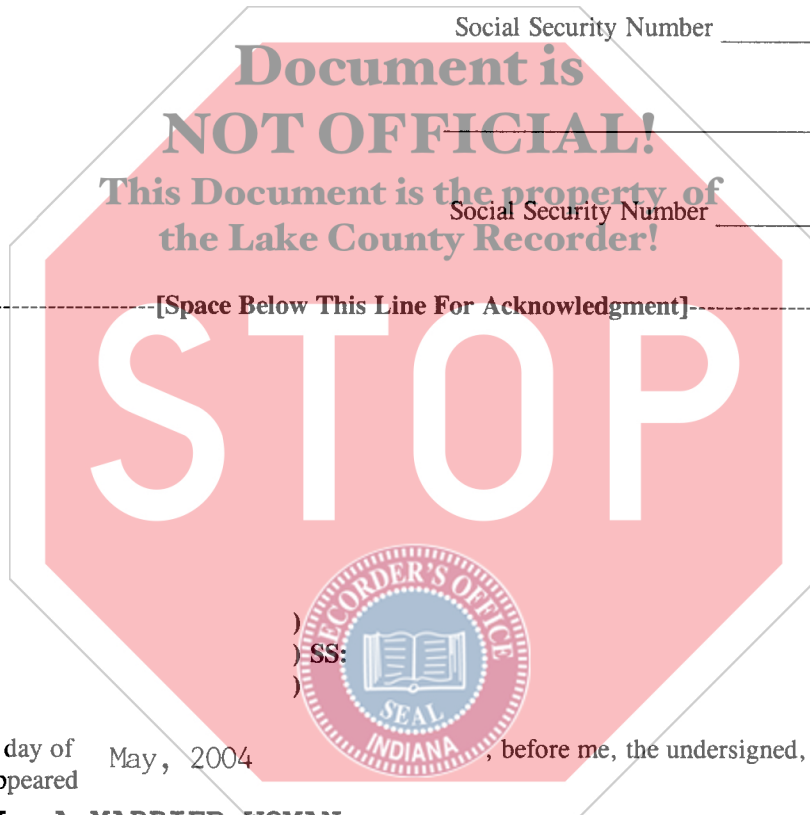 Social Security Number
Document is
NOT OFFICIAL!
This Document is the property of
Social Security Number
the Lake County Recorder!
[Space Below This Line For Acknowledgment]
STOP
RECORDER'S OFFICE
)
) SS:
)
SEAL
INDIANA
day of May, 2004 , before me, the undersigned,
ppeared
A MARRIED WOMAN